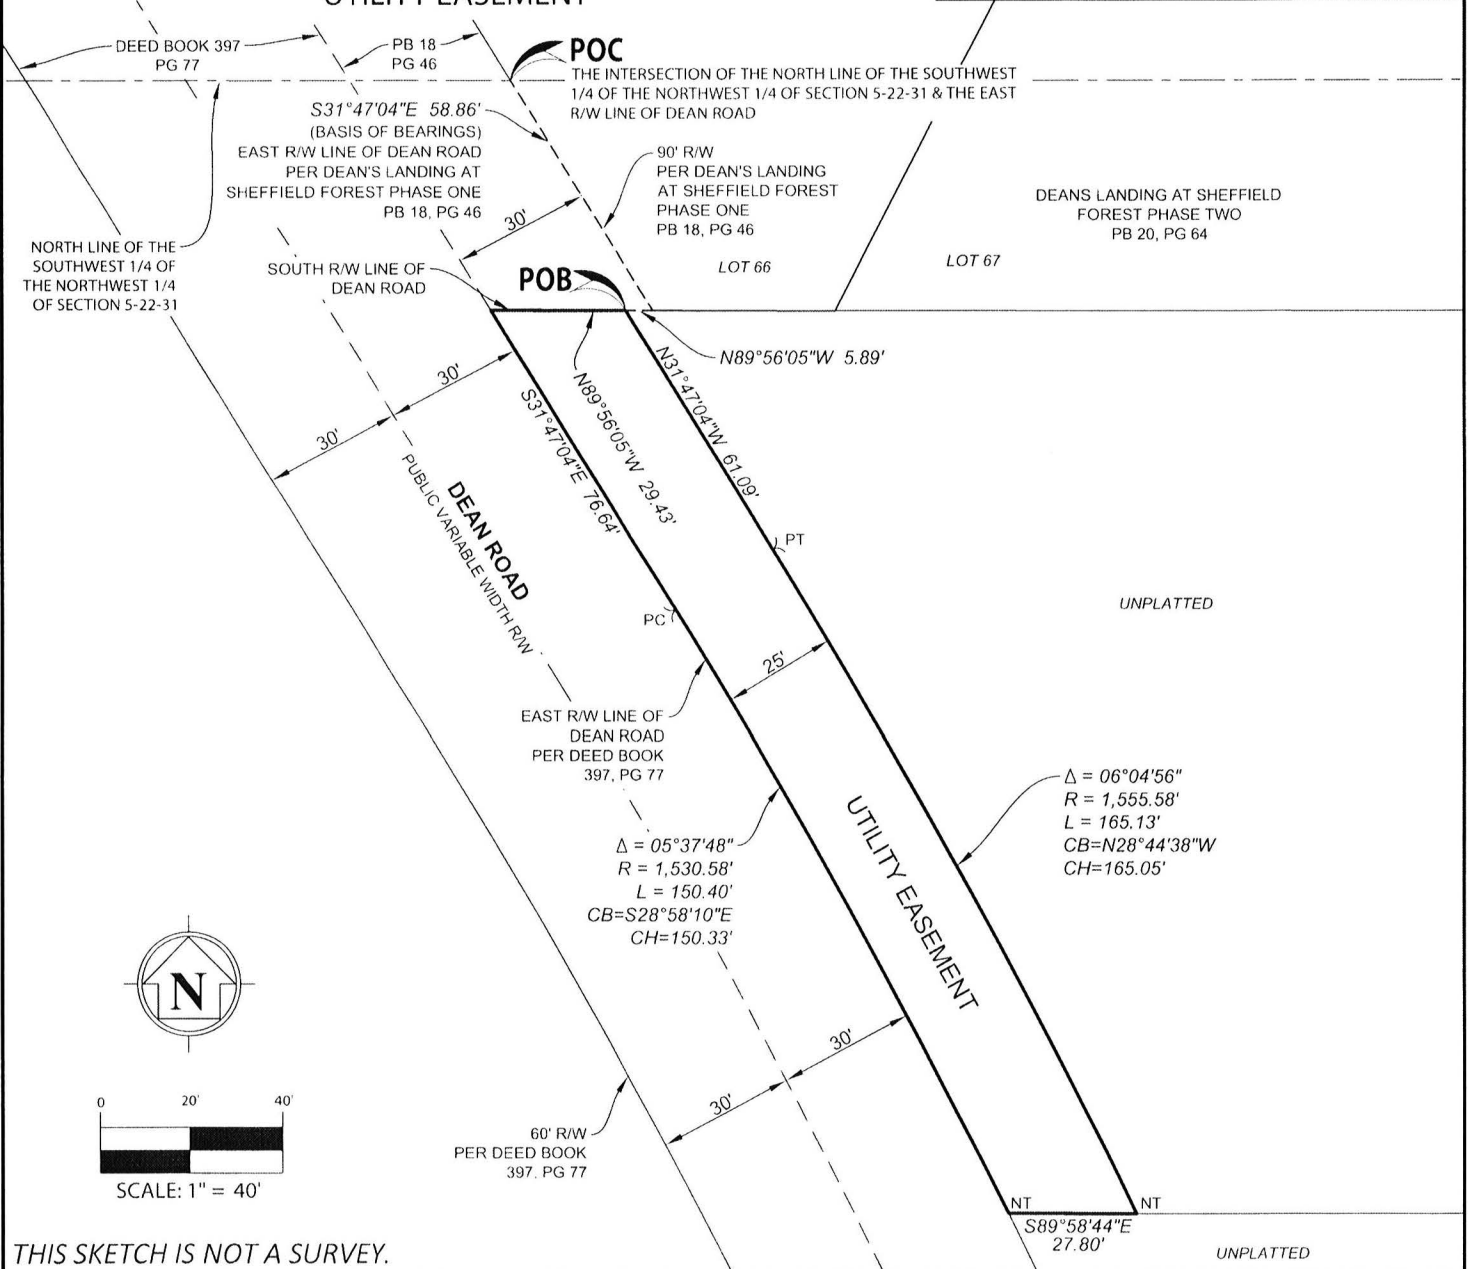 UTILITY EASEMENT
DEED BOOK 397
PG 77
PB 18
PG 46
POC
THE INTERSECTION OF THE NORTH LINE OF THE SOUTHWEST
1/4 OF THE NORTHWEST 1/4 OF SECTION 5-22-31 & THE EAST
R/W LINE OF DEAN ROAD
S31°47'04"E 58.86'
(BASIS OF BEARINGS)
EAST R/W LINE OF DEAN ROAD
PER DEAN'S LANDING AT
SHEFFIELD FOREST PHASE ONE
PB 18, PG 46
90' R/W
PER DEAN'S LANDING
AT SHEFFIELD FOREST
PHASE ONE
PB 18, PG 46
DEANS LANDING AT SHEFFIELD
FOREST PHASE TWO
PB 20, PG 64
30'
NORTH LINE OF THE
SOUTHWEST 1/4 OF
THE NORTHWEST 1/4
OF SECTION 5-22-31
SOUTH R/W LINE OF
DEAN ROAD
POB
LOT 66
LOT 67
N89°56'05"W 5.89'
30'
30'
N31°47'04"W 61.09'
N89°56'05"W 29.43'
S31°47'04"E 76.64'
DEAN ROAD
PUBLIC VARIABLE WIDTH R/W
PT
PC
UNPLATTED
25'
EAST R/W LINE OF
DEAN ROAD
PER DEED BOOK
397, PG 77
Δ = 06°04'56"
R = 1,555.58'
L = 165.13'
CB=N28°44'38"W
CH=165.05'
Δ = 05°37'48"
R = 1,530.58'
L = 150.40'
CB=S28°58'10"E
CH=150.33'
UTILITY EASEMENT
N
30'
30'
0 20' 40'
SCALE: 1" = 40'
60' R/W
PER DEED BOOK
397, PG 77
NT
NT
S89°58'44"E
27.80'
UNPLATTED
THIS SKETCH IS NOT A SURVEY.